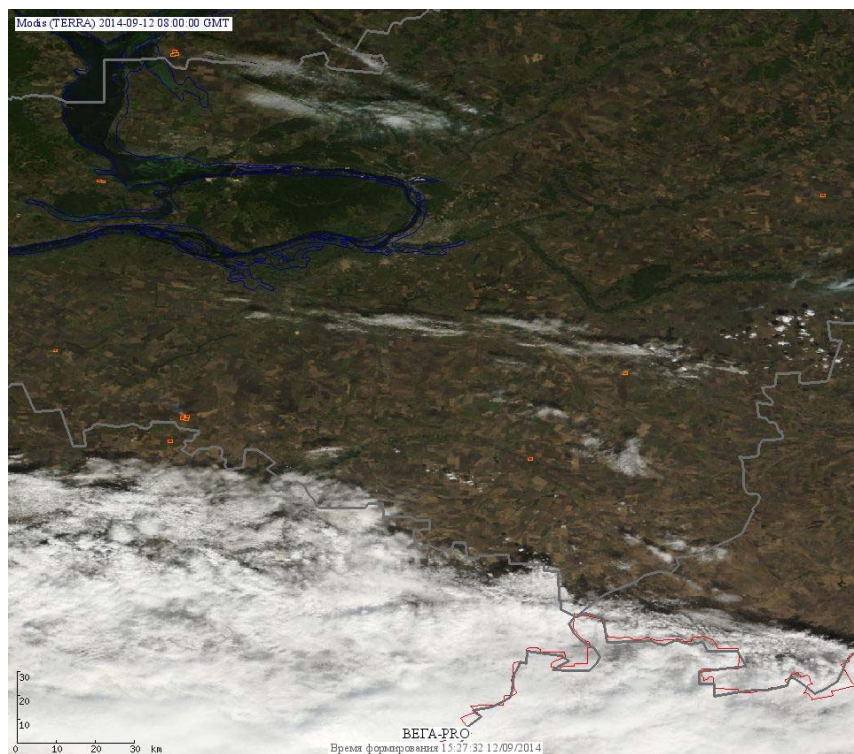 Modis (TERRA) 2014-09-12 08:00:00 GMT
30
20
10
0 10 20 30 km
ВЕГА-PRO
Время формирования 15:27:32 12/09/2014